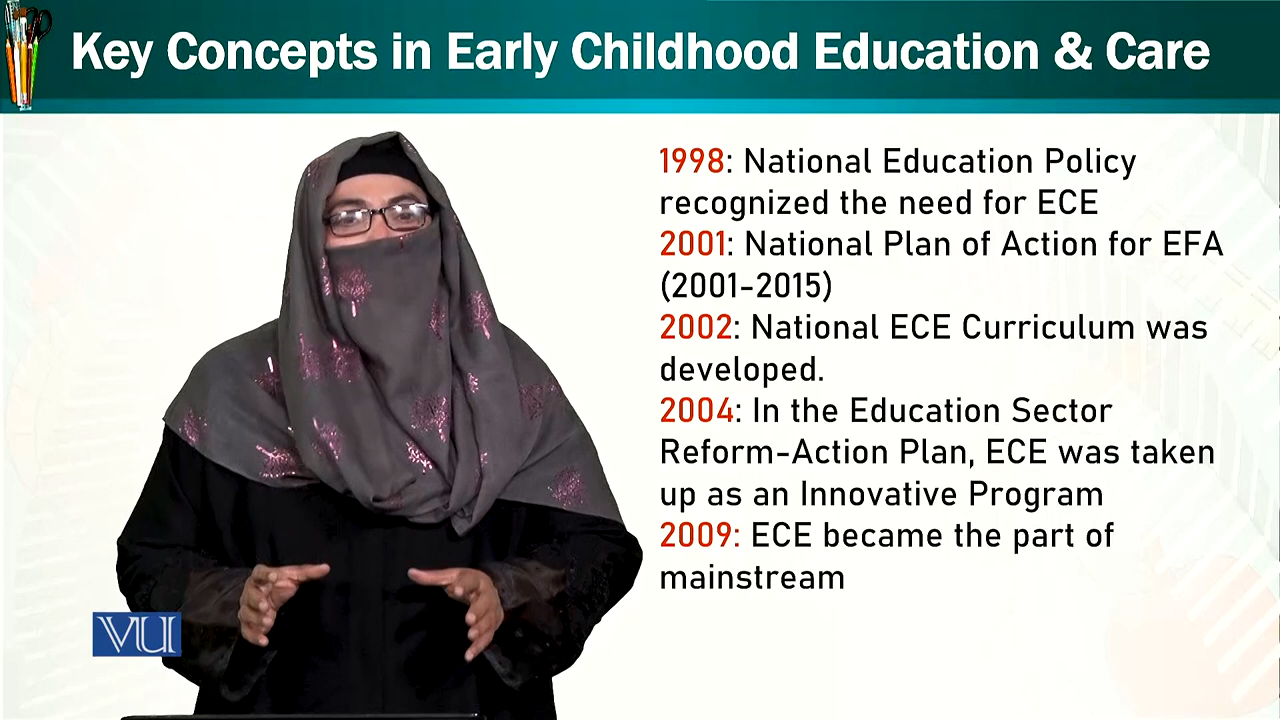 Key Concepts in Early Childhood Education & Care
1998: National Education Policy
recognized the need for ECE
2001: National Plan of Action for EFA
(2001-2015)
2002: National ECE Curriculum was
developed.
2004: In the Education Sector
Reform-Action Plan, ECE was taken
up as an Innovative Program
2009: ECE became the part of
mainstream
VU